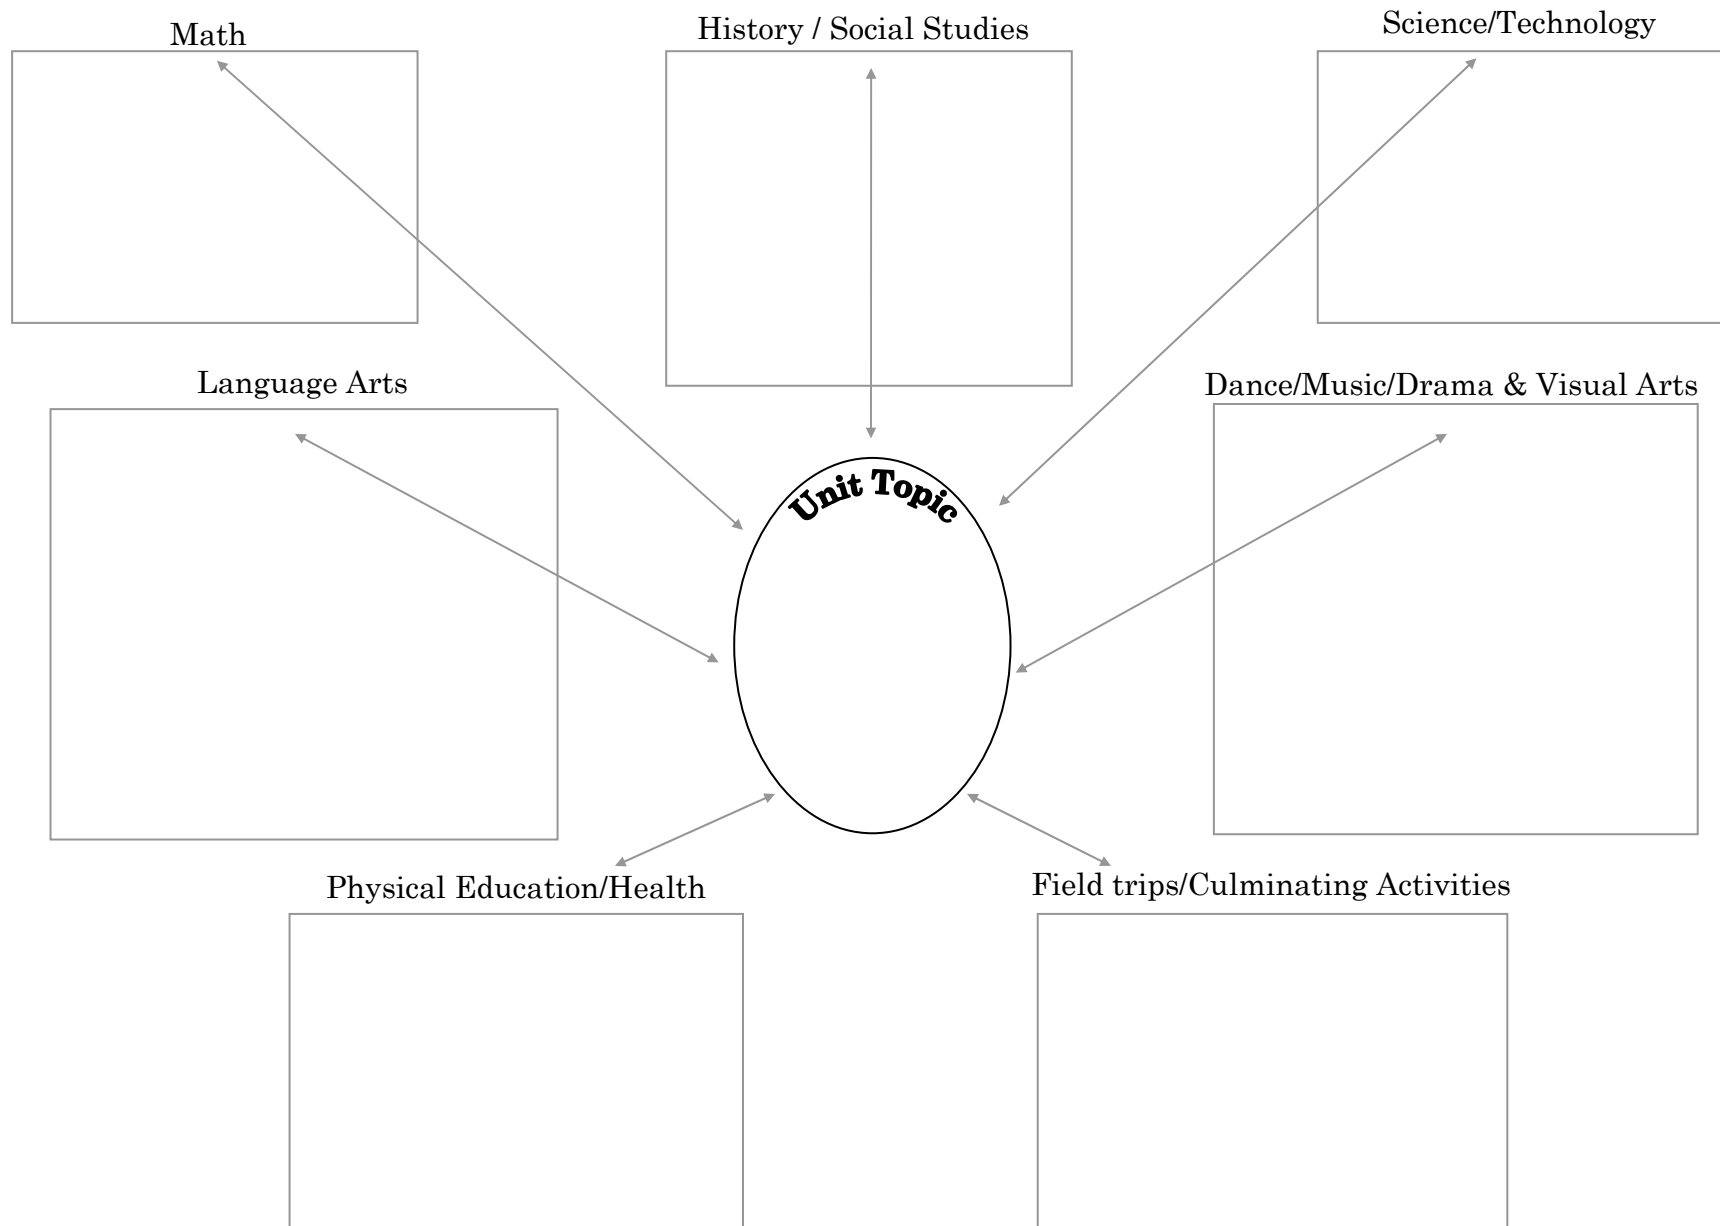 Math
History / Social Studies
Science/Technology
Language Arts
Dance/Music/Drama & Visual Arts
Unit Topic
Physical Education/Health
Field trips/Culminating Activities